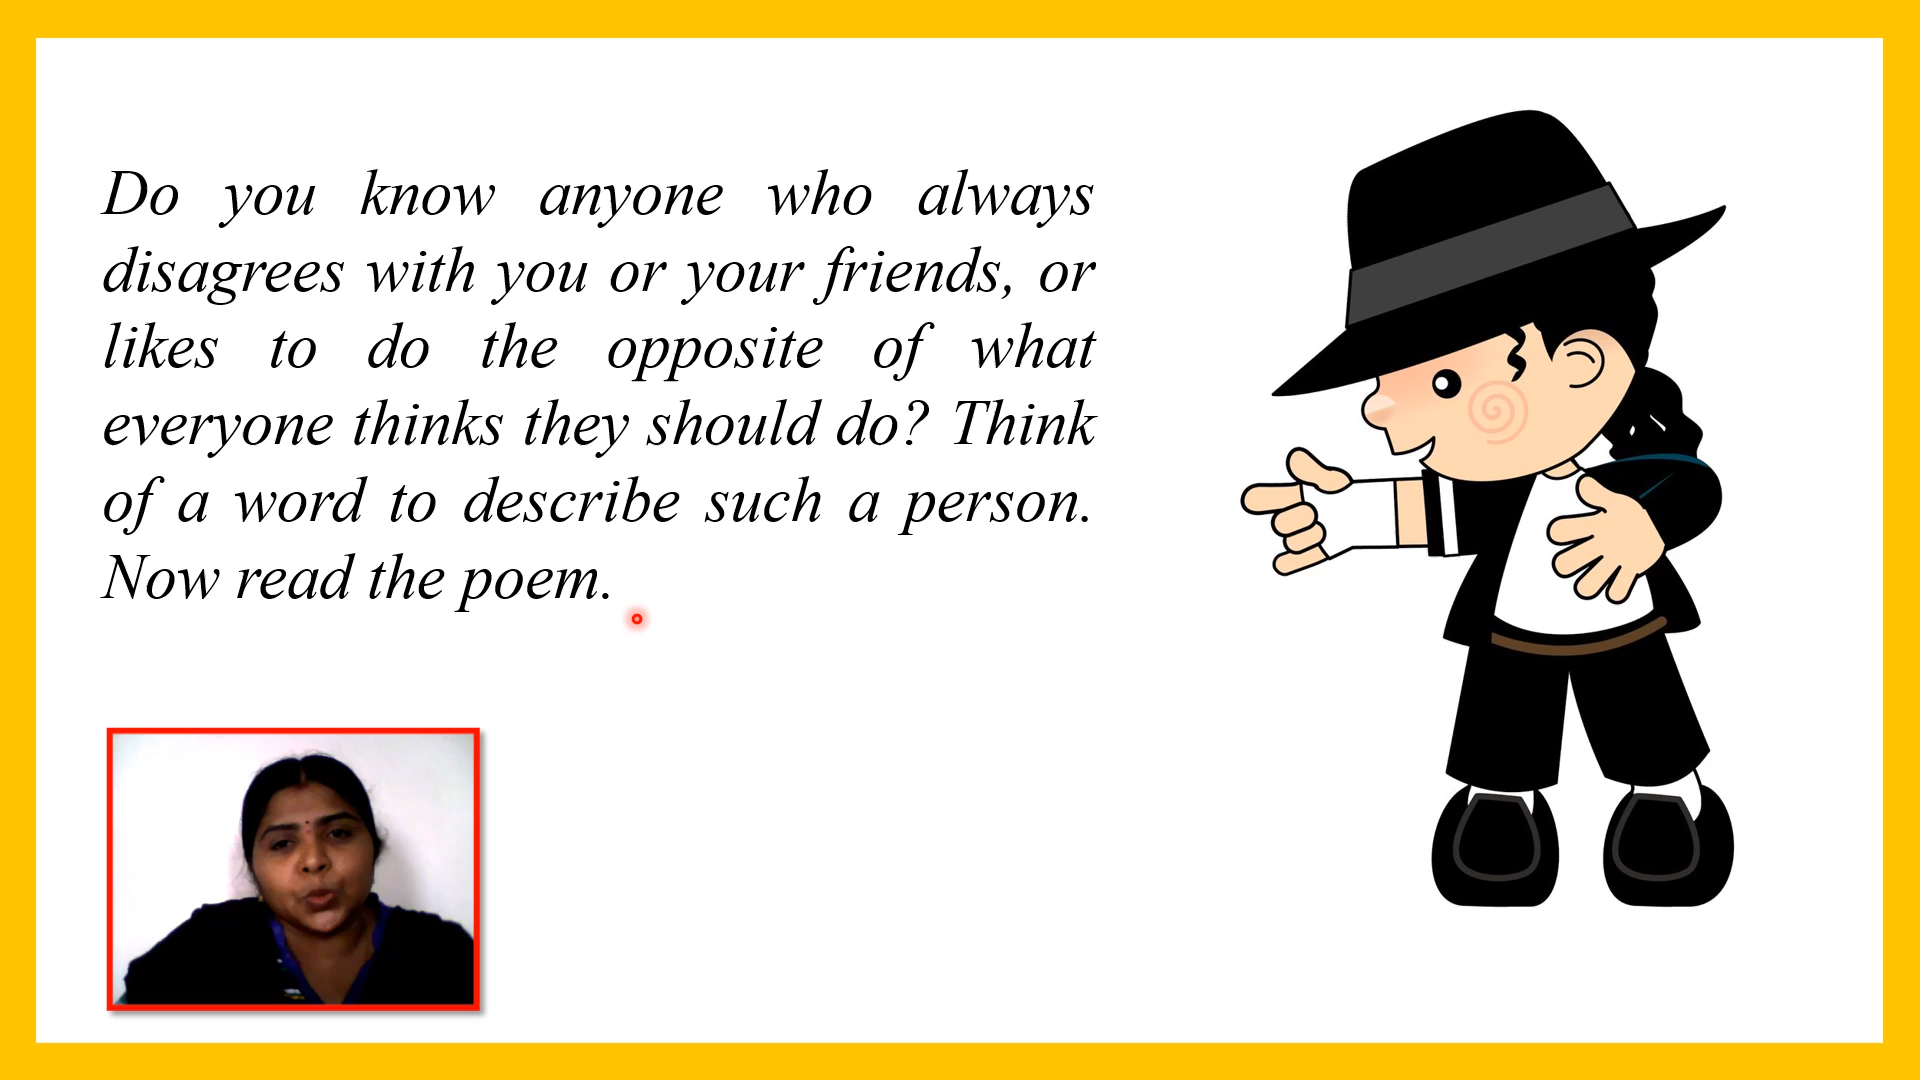 Do you know anyone who always
disagrees with you or your friends, or
likes to do the opposite of what
everyone thinks they should do? Think
of a word to describe such a person.
Now read the poem.